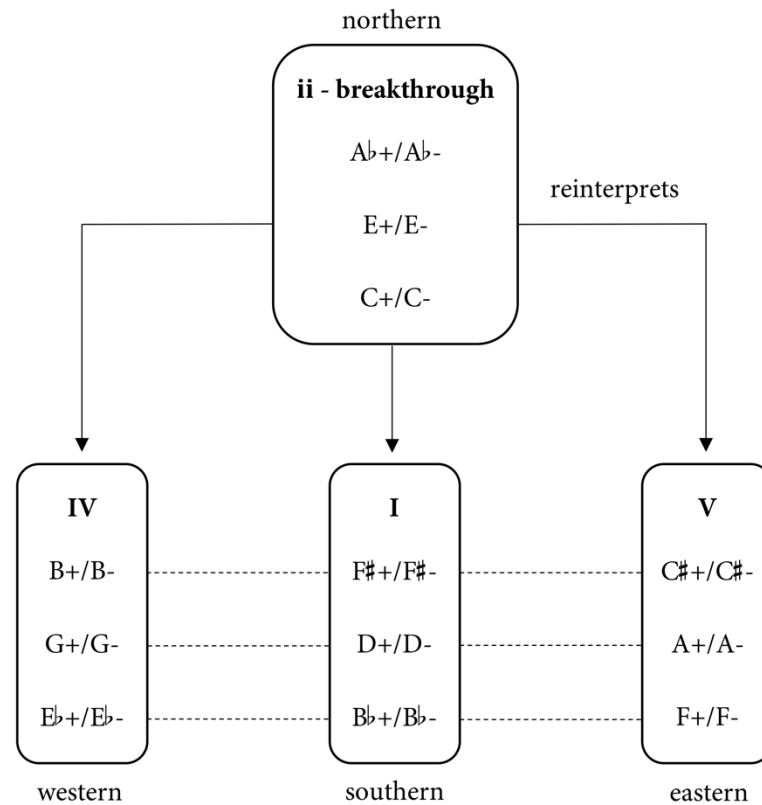 northern
ii - breakthrough
A♭+/A♭-
reinterprets
E+/E-
C+/C-
IV
I
V
B+/B-
F♯+/F♯-
C♯+/C♯-
G+/G-
D+/D-
A+/A-
E♭+/E♭-
B♭+/B♭-
F+/F-
western
southern
eastern